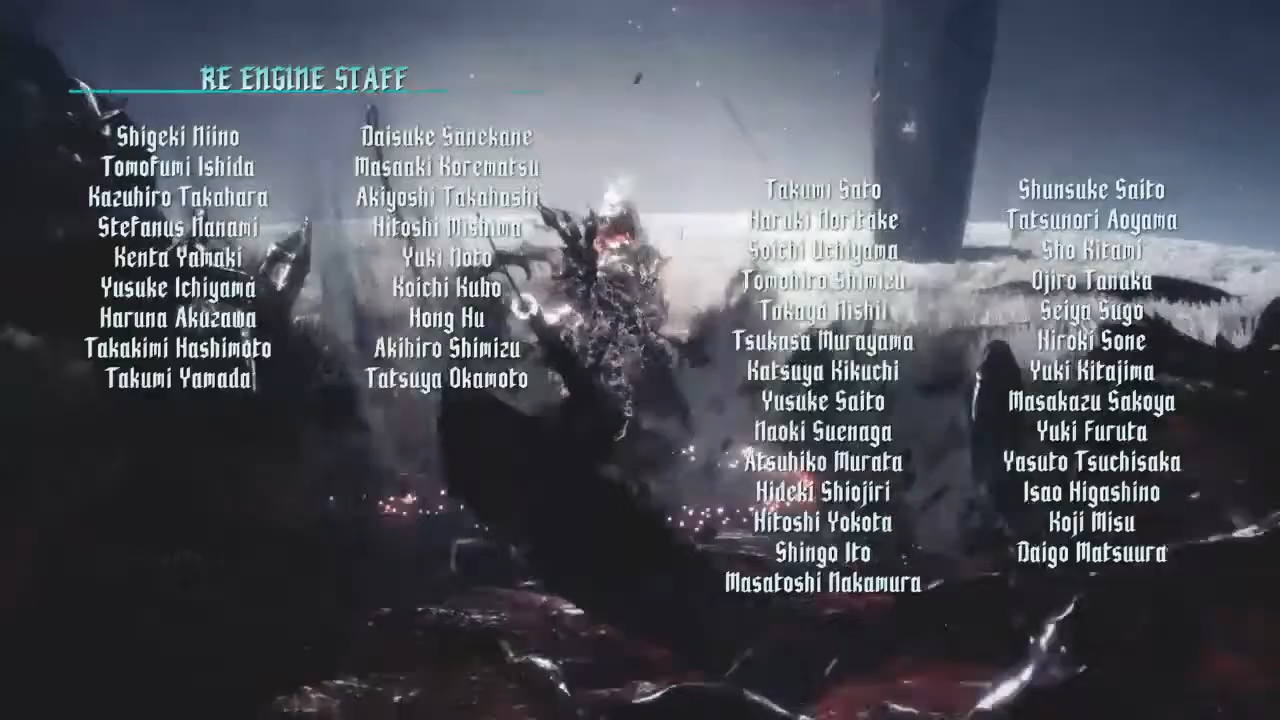 RE ENGINE STAFF
Shigeki Niino
Tomofumi Ishida
Kazuhiro Takahara
Stefanus Nanami
Kenta Yamaki
Yusuke Ichiyama
Haruna Akuzawa
Takakimi Hashimoto
Takumi Yamada
Daisuke Sanekane
Masaaki Korematsu
Akiyoshi Takahashi
Hitoshi Mishima
Yuki Noto
Koichi Kubo
Hong Hu
Akihiro Shimizu
Tatsuya Okamoto
Takumi Sato
Haruki Noritake
Soichi Uchiyama
Tomohiro Shimizu
Takaya Nishii
Tsukasa Murayama
Katsuya Kikuchi
Yusuke Saito
Naoki Suenaga
Atsuhiko Murata
Hideki Shiojiri
Hitoshi Yokota
Shingo Ito
Masatoshi Nakamura
Shunsuke Saito
Tatsunori Aoyama
Sho Kitami
Ojiro Tanaka
Seiya Sugo
Hiroki Sone
Yuki Kitajima
Masakazu Sakoya
Yuki Furuta
Yasuto Tsuchisaka
Isao Higashino
Koji Misu
Daigo Matsuura